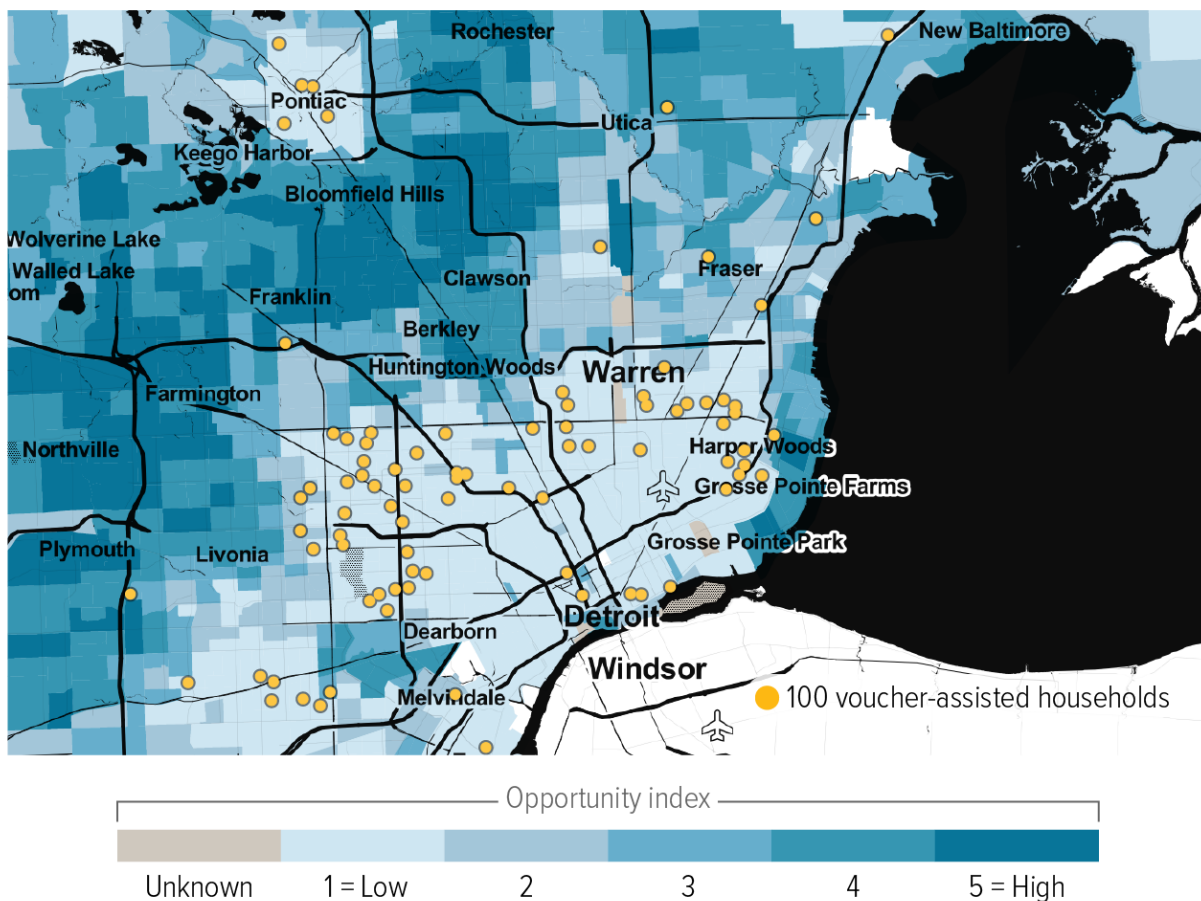 Rochester
New Baltimore
Pontiac
Utica
Keego Harbor
Bloomfield Hills
Wolverine Lake
Walled Lake
om
Clawson
Fraser
Franklin
Berkley
Huntington Woods
Warren
Farmington
Northville
Harper Woods
Grosse Pointe Farms
Plymouth
Livonia
Grosse Pointe Park
Detroit
Dearborn
Windsor
Melvindale
100 voucher-assisted households
Opportunity index
Unknown 1 = Low 2 3 4 5 = High